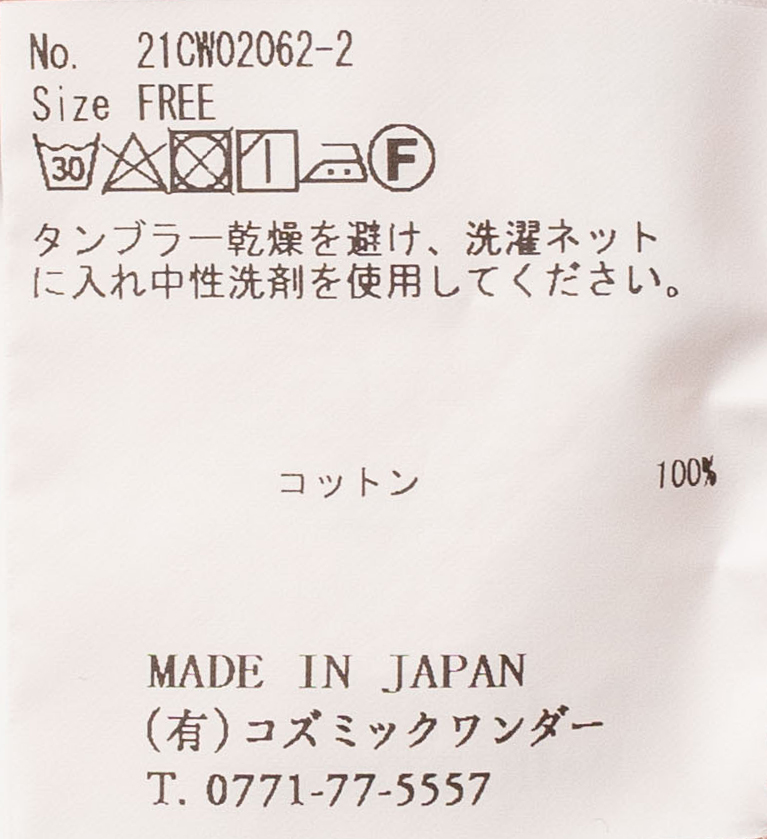 No. 21CW02062-2
Size FREE
30 F
タンブラー乾燥を避け、洗濯ネット
に入れ中性洗剤を使用してください。
コットン 100%
MADE IN JAPAN
(有)コズミックワンダー
T. 0771-77-5557